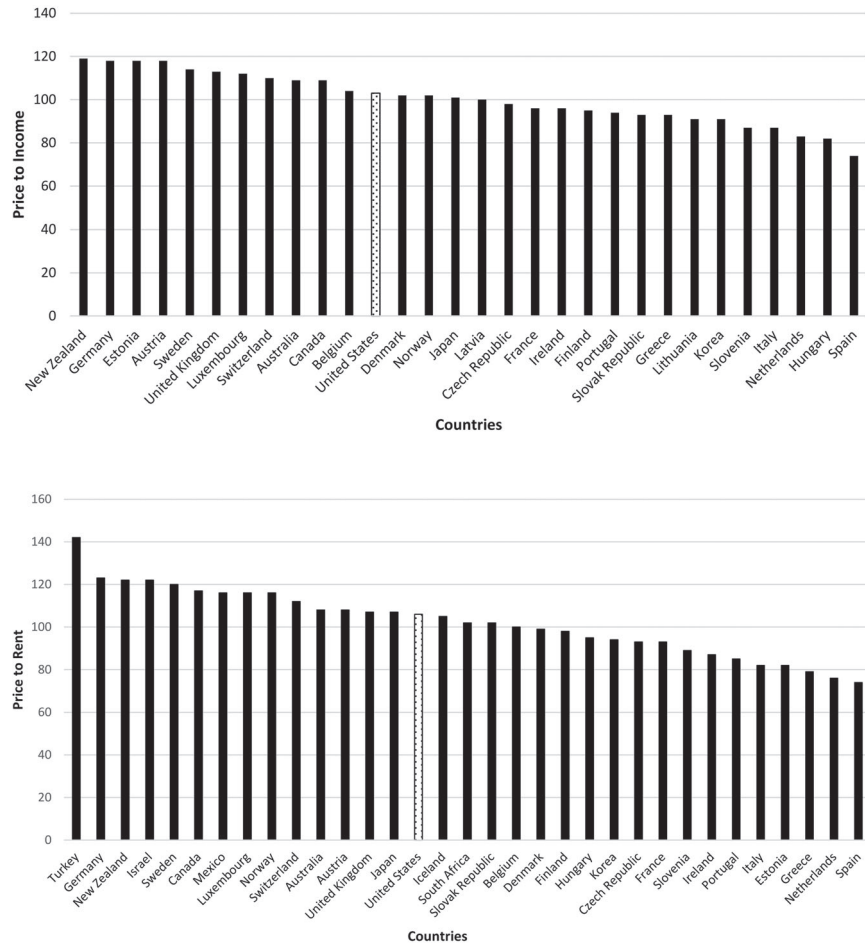 140
120
100
80
60
40
20
0
Price to Income
New Zealand
Germany
Estonia
Austria
Sweden
United Kingdom
Luxembourg
Switzerland
Australia
Canada
Belgium
United States
Denmark
Norway
Japan
Latvia
Czech Republic
France
Ireland
Finland
Portugal
Slovak Republic
Greece
Lithuania
Korea
Slovenia
Italy
Netherlands
Hungary
Spain
Countries
160
140
120
100
80
60
40
20
0
Price to Rent
Turkey
Germany
New Zealand
Israel
Sweden
Canada
Mexico
Luxembourg
Norway
Switzerland
Australia
Austria
United Kingdom
Japan
United States
Iceland
South Africa
Slovak Republic
Belgium
Denmark
Finland
Hungary
Korea
Czech Republic
France
Slovenia
Ireland
Portugal
Italy
Estonia
Greece
Netherlands
Spain
Countries